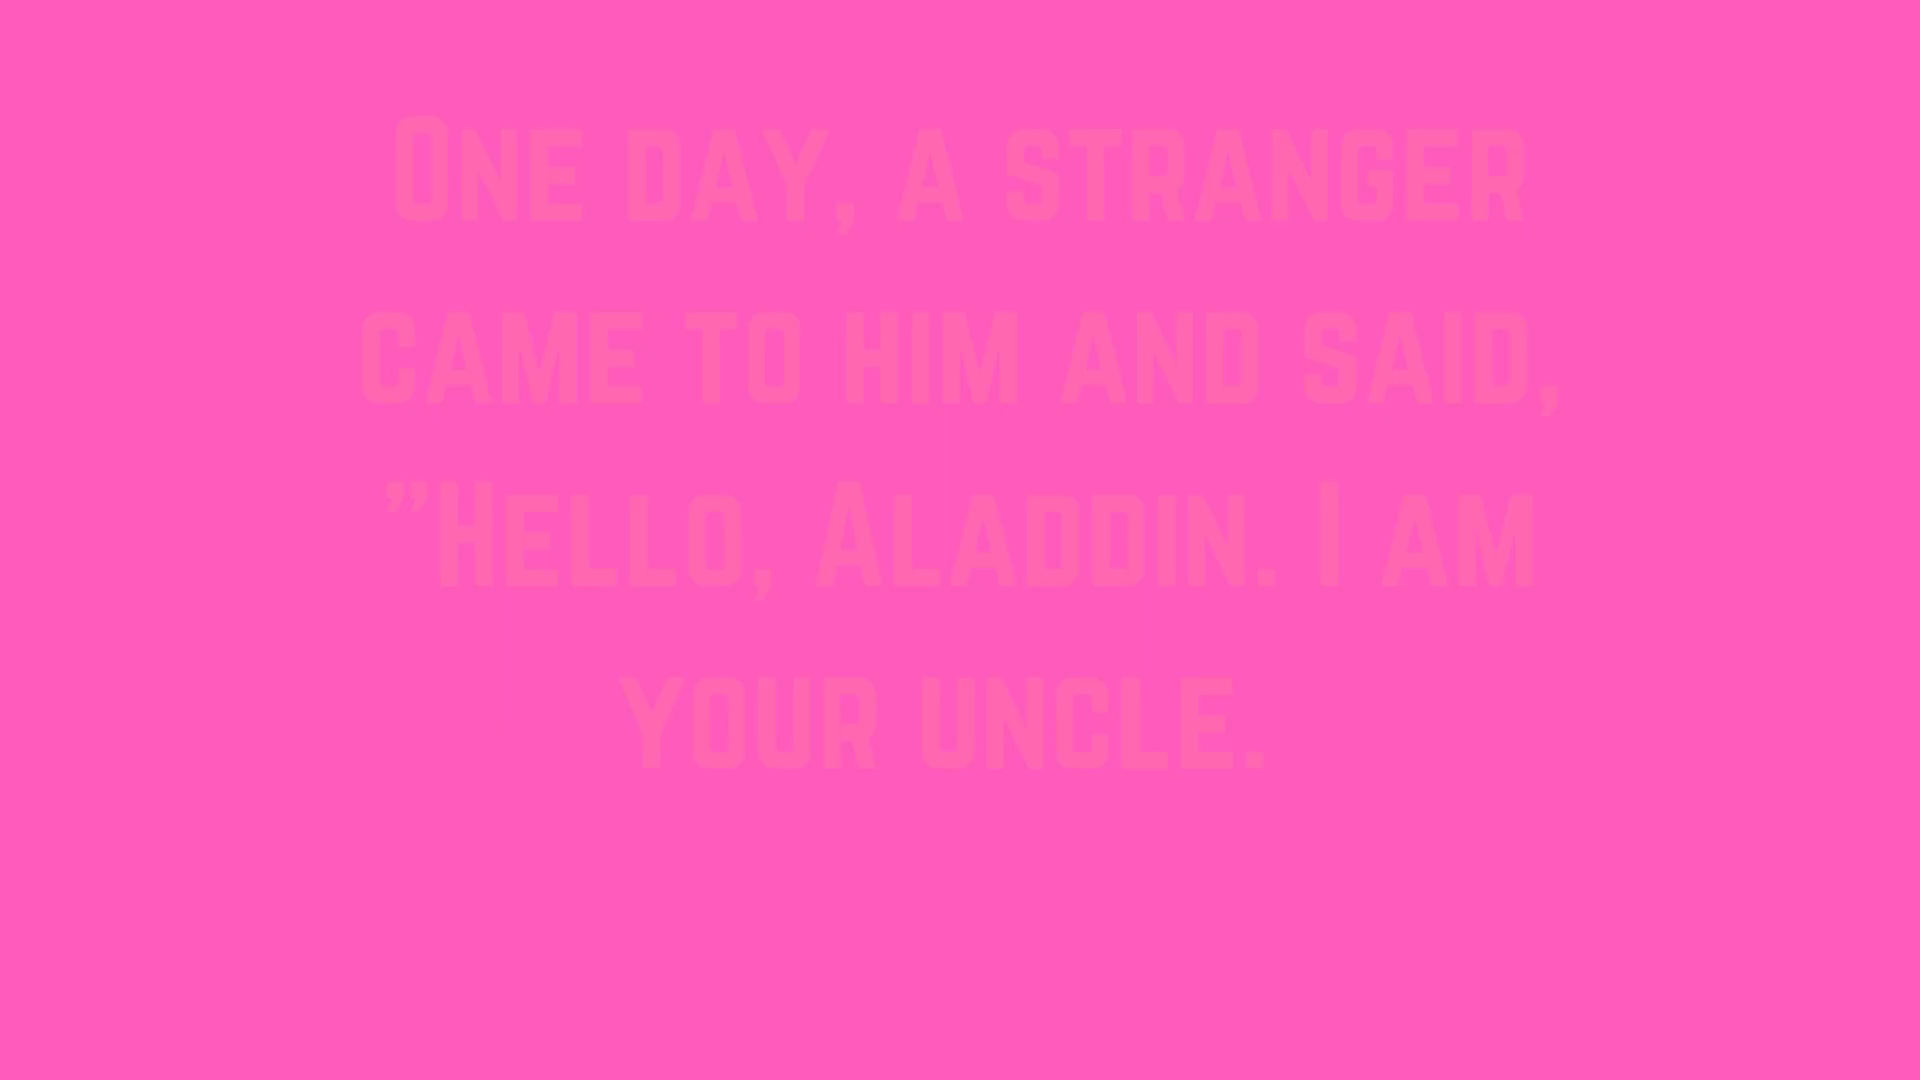 One day, a stranger
came to him and said,
”Hello, Aladdin. I am
your uncle.